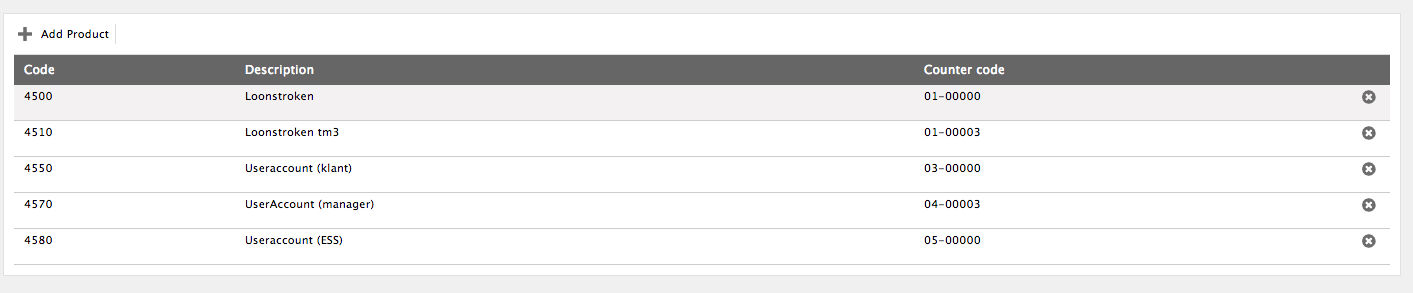 Add Product
Code Description Counter code
4500 Loonstroken 01-00000
4510 Loonstroken tm3 01-00003
4550 Useraccount (klant) 03-00000
4570 UserAccount (manager) 04-00003
4580 Useraccount (ESS) 05-00000